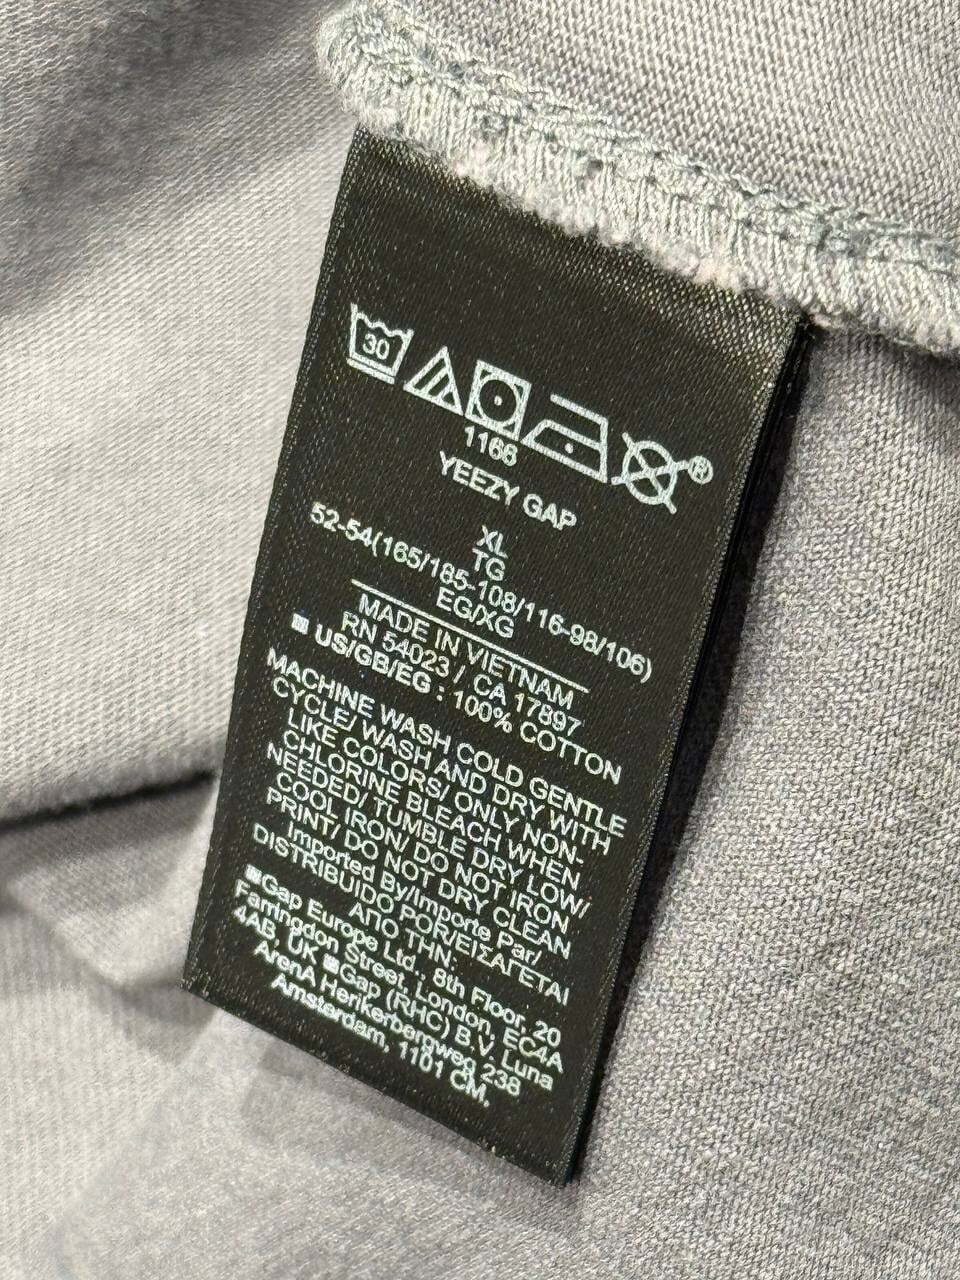 30
®
1166
YEEZY GAP
XL
TG
52-54(165/185-108/116-98/106)
EG/XG
MADE IN VIETNAM
RN 54023 / CA 17897
US/GB/EG : 100% COTTON
MACHINE WASH COLD GENTLE
CYCLE/ WASH AND DRY WITH
LIKE COLORS/ ONLY NON-
CHLORINE BLEACH WHEN
NEEDED/ TUMBLE DRY LOW/
COOL IRON/ DO NOT IRON
PRINT/ DO NOT DRY CLEAN
Imported By/Importe Par/
DISTRIBUIDO POR/ΕΙΣΑΓΕΤΑΙ
ΑΠΟ ΤΗΝ:
Gap Europe Ltd., 8th Floor, 20
Farringdon Street, London, EC4A
4AB, UK Gap (RHC) B.V. Luna
ArenA Herikerbergweg 238
Amsterdam, 1101 CM.